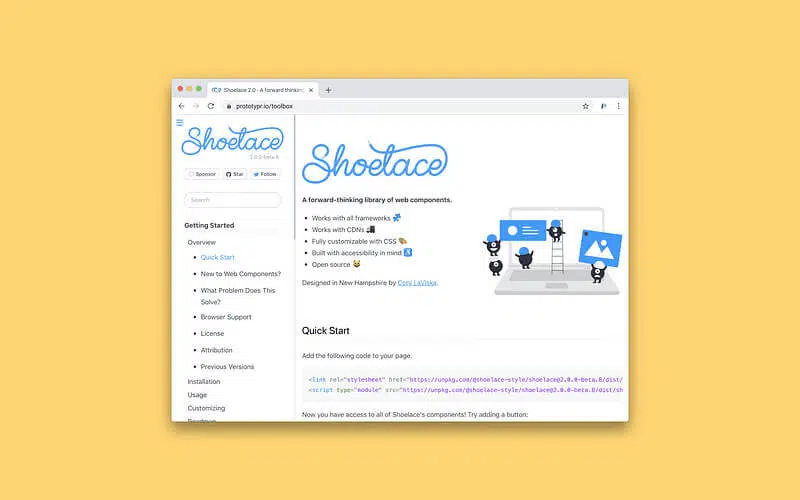 Shoelace 2.0 - A forward thinking
prototypr.io/toolbox
Shoelace
2.0.0-beta.8
Sponsor
Star
Follow
Search
Getting Started
Overview
Quick Start
New to Web Components?
What Problem Does This
Solve?
Browser Support
License
Attribution
Previous Versions
Installation
Usage
Customizing
Shoelace
A forward-thinking library of web components.
Works with all frameworks 🧩
Works with CDNs 🚛
Fully customizable with CSS 🎨
Built with accessibility in mind ♿
Open source 😸
Designed in New Hampshire by Cory LaViska.
Quick Start
Add the following code to your page.
<link rel="stylesheet" href="https://unpkg.com/@shoelace-style/shoelace@2.0.0-beta.8/dist/
<script type="module" src="https://unpkg.com/@shoelace-style/shoelace@2.0.0-beta.8/dist/sh
Now you have access to all of Shoelace's components! Try adding a button: